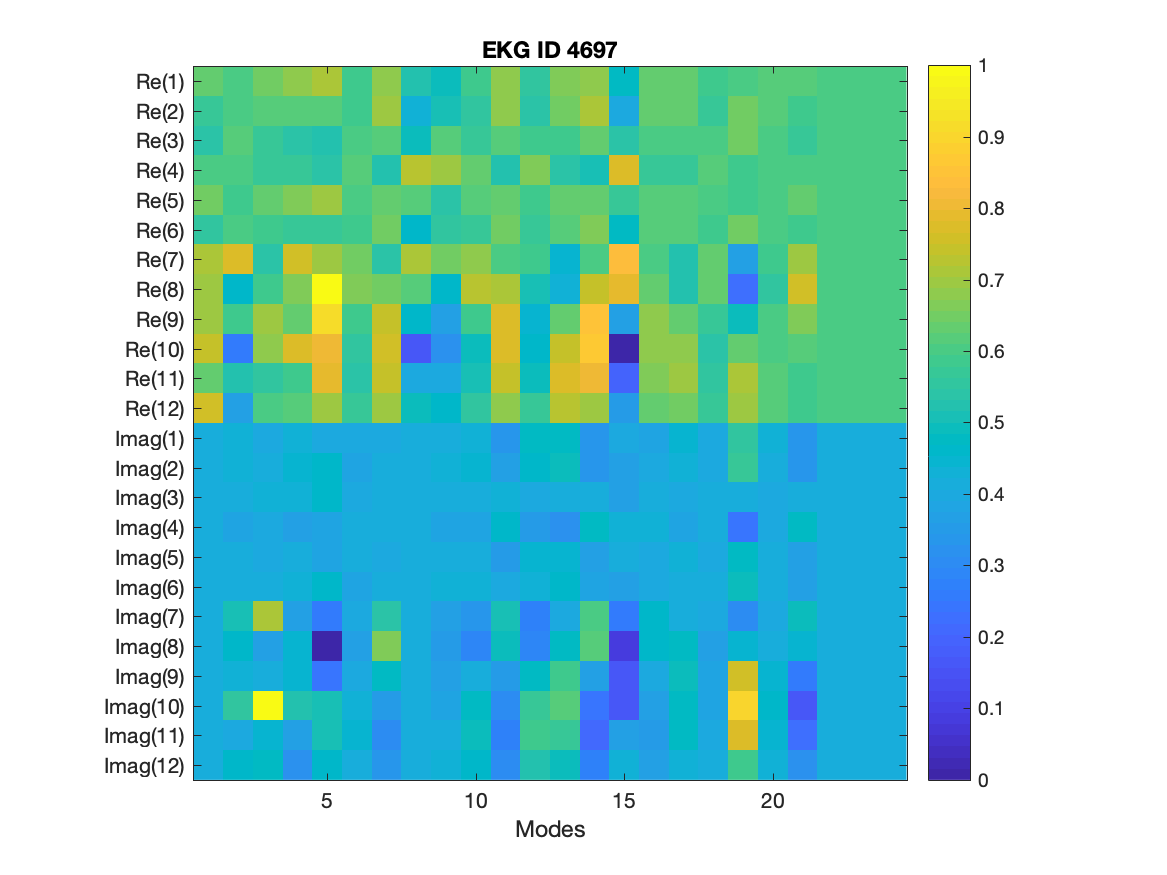 EKG ID 4697
Re(1)
Re(2)
Re(3)
Re(4)
Re(5)
Re(6)
Re(7)
Re(8)
Re(9)
Re(10)
Re(11)
Re(12)
Imag(1)
Imag(2)
Imag(3)
Imag(4)
Imag(5)
Imag(6)
Imag(7)
Imag(8)
Imag(9)
Imag(10)
Imag(11)
Imag(12)
5 10 15 20
Modes
1
0.9
0.8
0.7
0.6
0.5
0.4
0.3
0.2
0.1
0